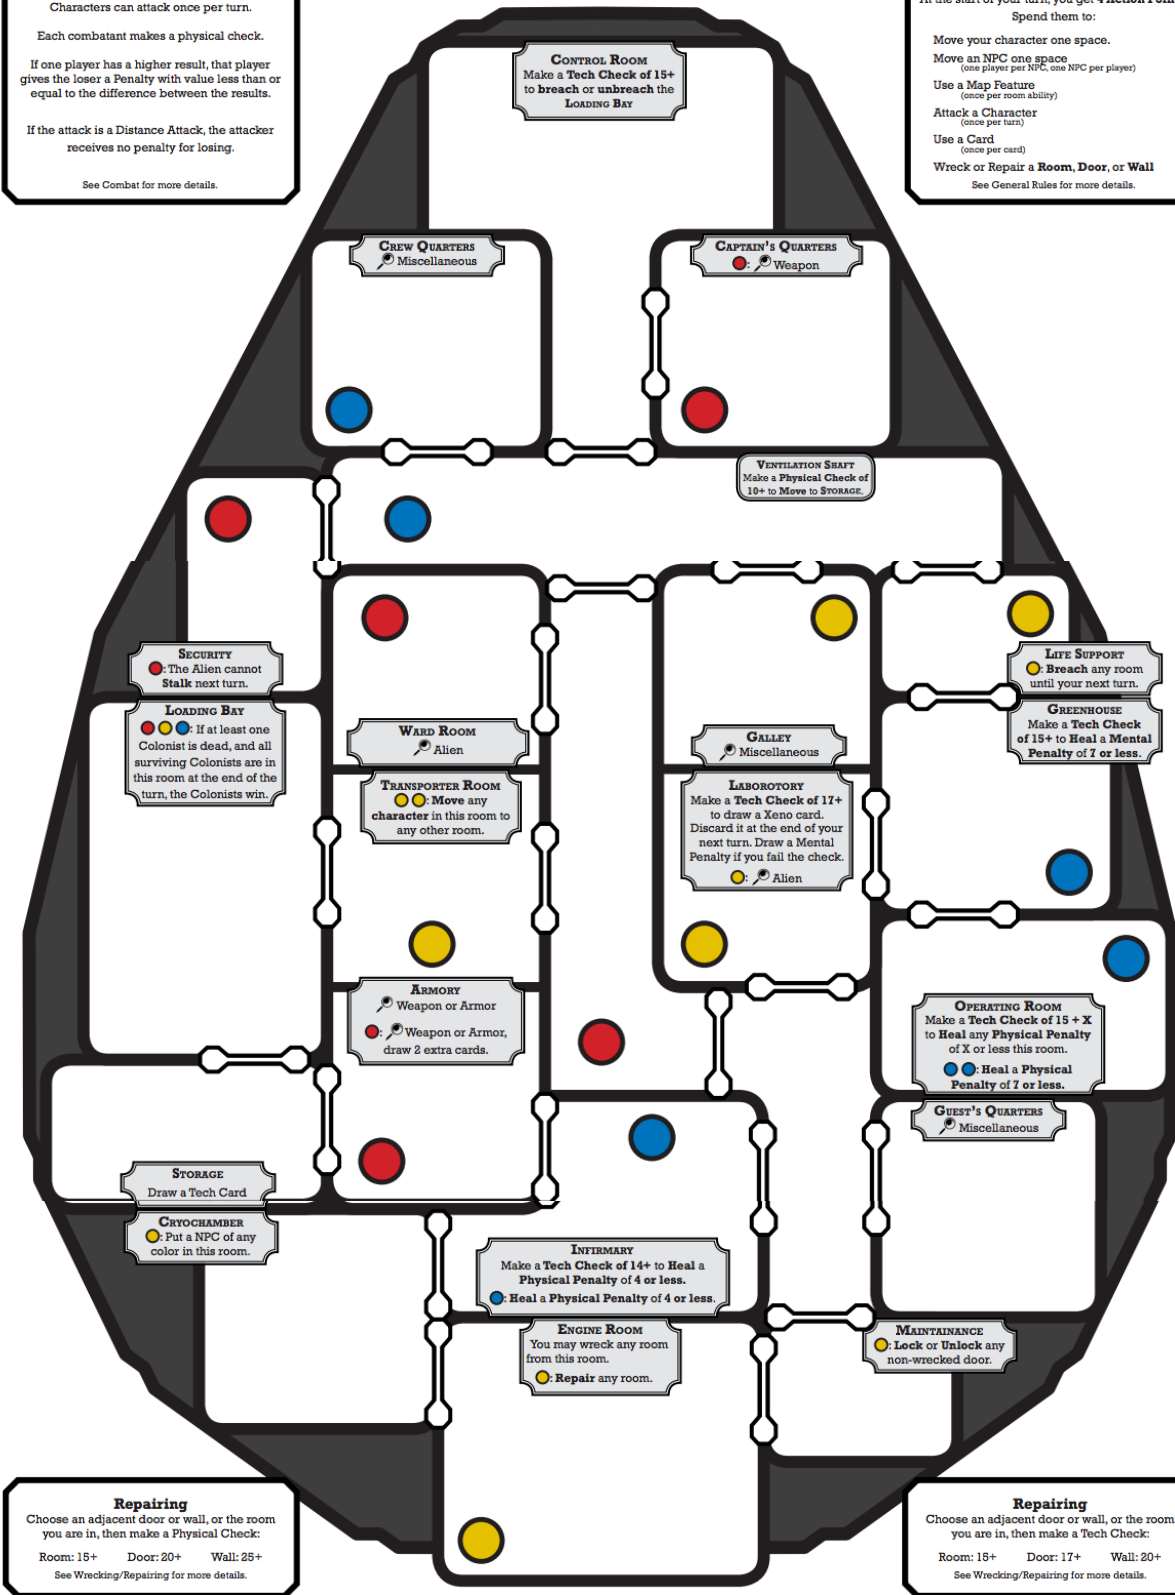 Characters can attack once per turn.
Each combatant makes a physical check.
If one player has a higher result, that player
gives the loser a Penalty with value less than or
equal to the difference between the results.
If the attack is a Distance Attack, the attacker
receives no penalty for losing.
See Combat for more details.
At the start of your turn, you get 4 Action
Spend them to:
Move your character one space.
Move an NPC one space
(one player per NPC, one NPC per player)
Use a Map Feature
(once per room ability)
Attack a Character
(once per turn)
Use a Card
(once per card)
Wreck or Repair a Room, Door, or Wall
See General Rules for more details.
CONTROL ROOM
Make a Tech Check of 15+
to breach or unbreach the
LOADING BAY
CREW QUARTERS
Miscellaneous
CAPTAIN'S QUARTERS
: Weapon
VENTILATION SHAFT
Make a Physical Check of
10+ to Move to STORAGE.
SECURITY
: The Alien cannot
Stalk next turn.
LOADING BAY
: If at least one
Colonist is dead, and all
surviving Colonists are in
this room at the end of the
turn, the Colonists win.
WARD ROOM
Alien
TRANSPORTER ROOM
: Move any
character in this room to
any other room.
GALLEY
Miscellaneous
LABOROTORY
Make a Tech Check of 17+
to draw a Xeno card.
Discard it at the end of your
next turn. Draw a Mental
Penalty if you fail the check.
: Alien
LIFE SUPPORT
: Breach any room
until your next turn.
GREENHOUSE
Make a Tech Check
of 15+ to Heal a Mental
Penalty of 7 or less.
ARMORY
Weapon or Armor
: Weapon or Armor,
draw 2 extra cards.
OPERATING ROOM
Make a Tech Check of 15 + X
to Heal any Physical Penalty
of X or less this room.
: Heal a Physical
Penalty of 7 or less.
GUEST'S QUARTERS
Miscellaneous
STORAGE
Draw a Tech Card
CRYOCHAMBER
: Put a NPC of any
color in this room.
INFIRMARY
Make a Tech Check of 14+ to Heal a
Physical Penalty of 4 or less.
: Heal a Physical Penalty of 4 or less.
ENGINE ROOM
You may wreck any room
from this room.
: Repair any room.
MAINTAINANCE
: Lock or Unlock any
non-wrecked door.
Repairing
Choose an adjacent door or wall, or the room
you are in, then make a Physical Check:
Room: 15+ Door: 20+ Wall: 25+
See Wrecking/Repairing for more details.
Repairing
Choose an adjacent door or wall, or the room
you are in, then make a Tech Check:
Room: 15+ Door: 17+ Wall: 20+
See Wrecking/Repairing for more details.